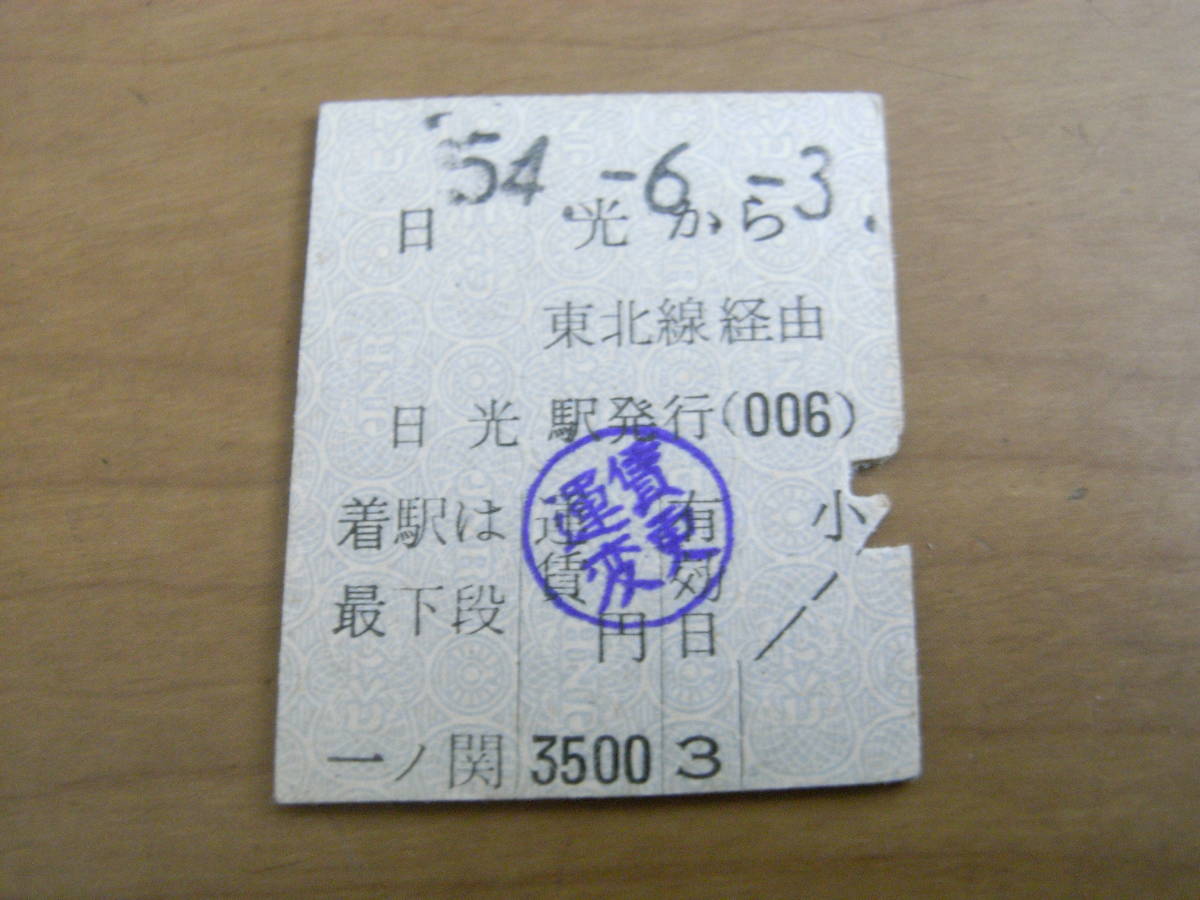 54.-6.-3
日光から
東北線経由
日光駅発行(006)
着駅は最下段
運賃円
有効日
小
運賃変更
一ノ関 3500 3